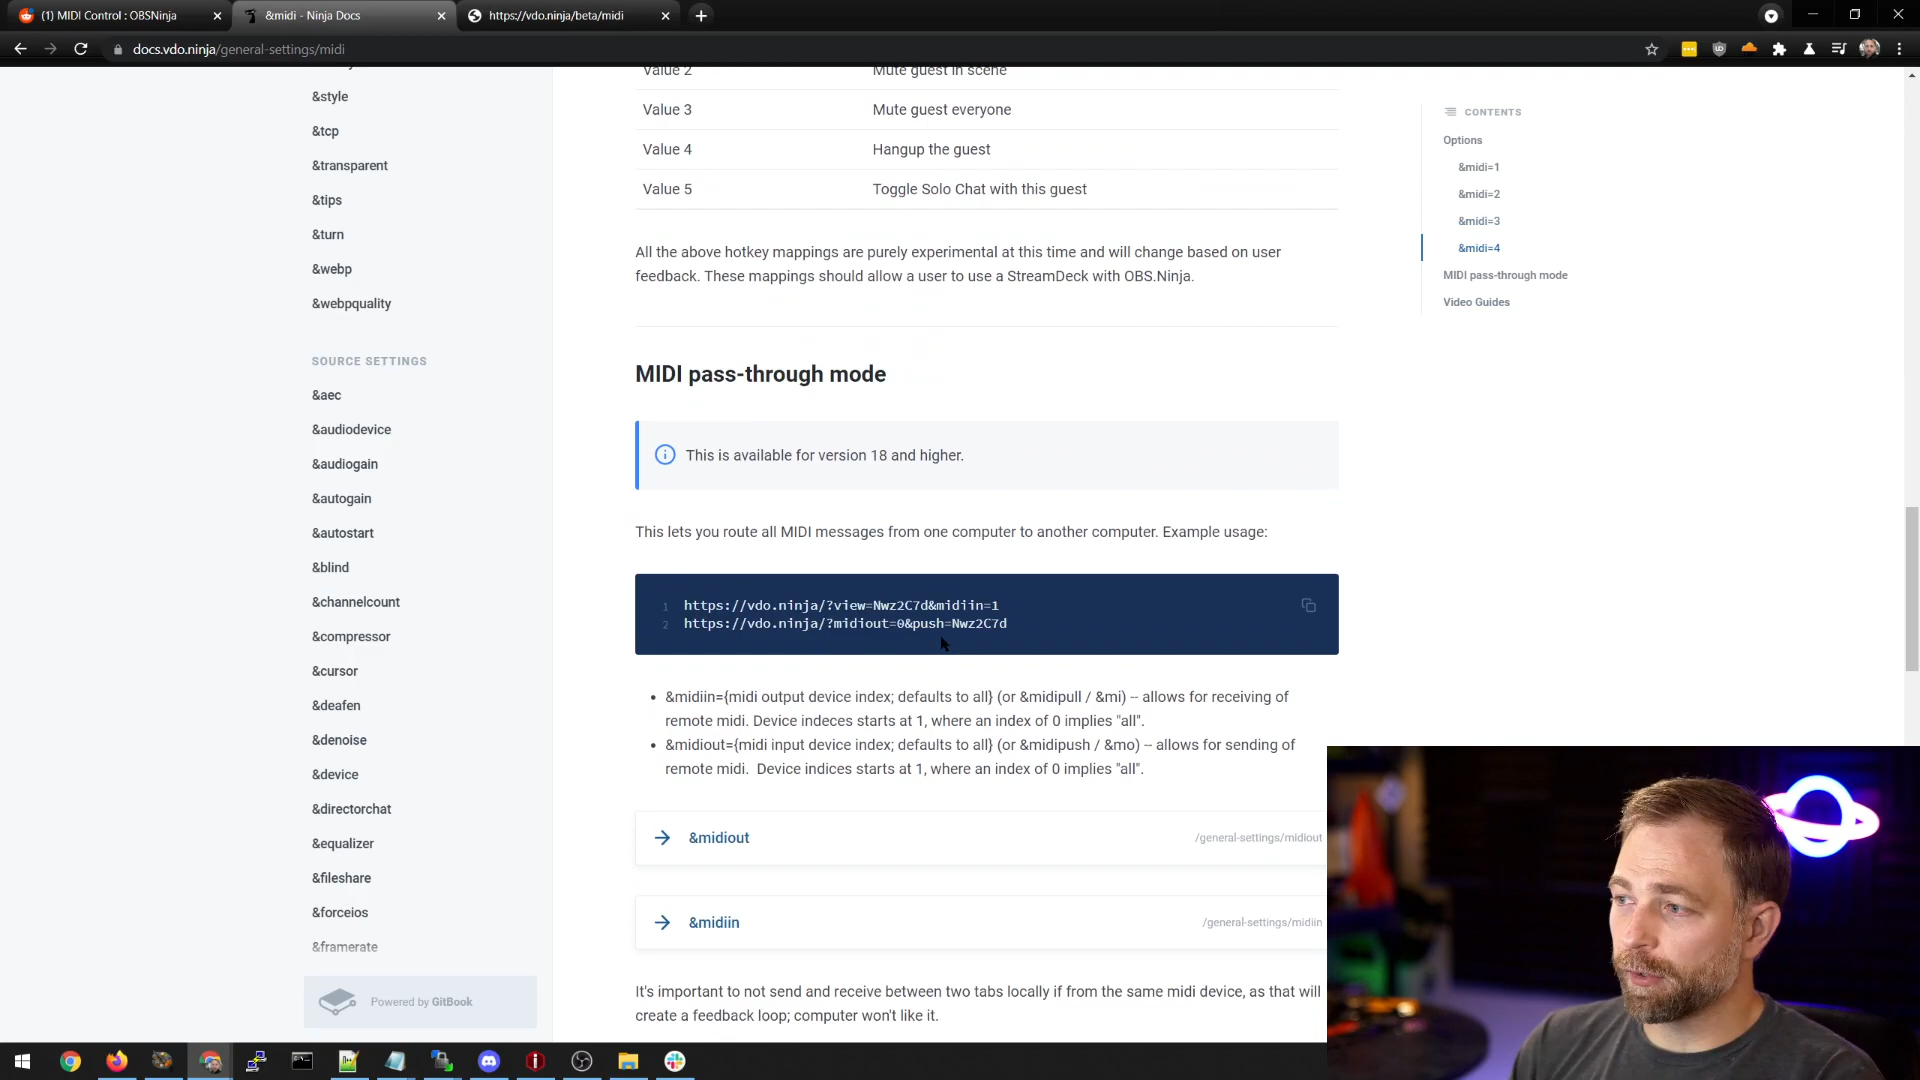 (1) MIDI Control : OBSNinja
&midi - Ninja Docs
https://vdo.ninja/beta/midi
docs.vdo.ninja/general-settings/midi
&style
&tcp
&transparent
&tips
&turn
&webp
&webpquality
SOURCE SETTINGS
&aec
&audiodevice
&audiogain
&autogain
&autostart
&blind
&channelcount
&compressor
&cursor
&deafen
&denoise
&device
&directorchat
&equalizer
&fileshare
&forceios
&framerate
Powered by GitBook
Value 2 Mute guest in scene
Value 3 Mute guest everyone
Value 4 Hangup the guest
Value 5 Toggle Solo Chat with this guest
All the above hotkey mappings are purely experimental at this time and will change based on user
feedback. These mappings should allow a user to use a StreamDeck with OBS.Ninja.
MIDI pass-through mode
This is available for version 18 and higher.
This lets you route all MIDI messages from one computer to another computer. Example usage:
1 https://vdo.ninja/?view=Nwz2C7d&midiin=1
2 https://vdo.ninja/?midiout=0&push=Nwz2C7d
• &midiin={midi output device index; defaults to all} (or &midipull / &mi) -- allows for receiving of
remote midi. Device indeces starts at 1, where an index of 0 implies "all".
• &midiout={midi input device index; defaults to all} (or &midipush / &mo) -- allows for sending of
remote midi.  Device indices starts at 1, where an index of 0 implies "all".
&midiout /general-settings/midiout
&midiin /general-settings/midiin
It's important to not send and receive between two tabs locally if from the same midi device, as that will
create a feedback loop; computer won't like it.
CONTENTS
Options
&midi=1
&midi=2
&midi=3
&midi=4
MIDI pass-through mode
Video Guides